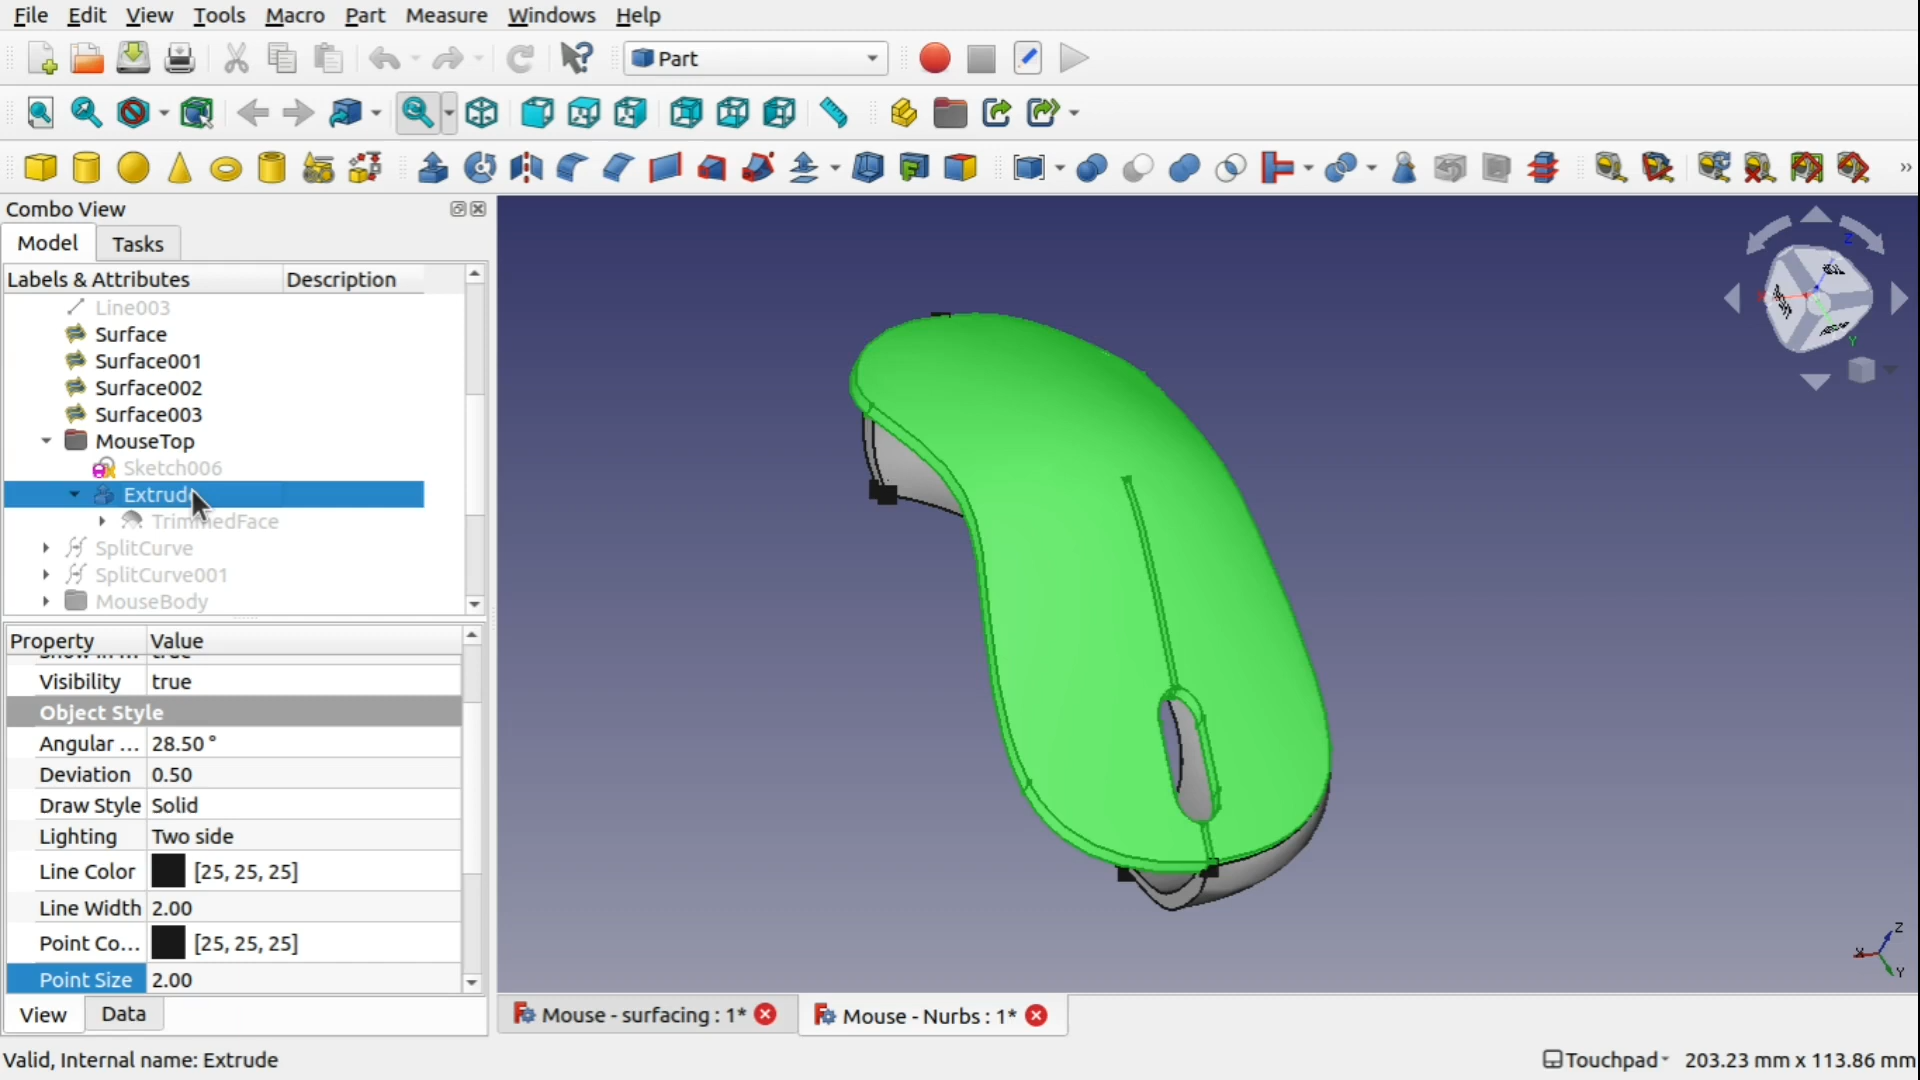 File Edit View Tools Macro Part Measure Windows Help
Part
Combo View
Model Tasks
Labels & Attributes Description
Line003
Surface
Surface001
Surface002
Surface003
MouseTop
Sketch006
Extrude
TrimmedFace
SplitCurve
SplitCurve001
MouseBody
Property Value
Visibility true
Object Style
Angular ... 28.50 °
Deviation 0.50
Draw Style Solid
Lighting Two side
Line Color [25, 25, 25]
Line Width 2.00
Point Co... [25, 25, 25]
Point Size 2.00
View Data
Mouse - surfacing : 1* Mouse - Nurbs : 1*
Valid, Internal name: Extrude Touchpad 203.23 mm x 113.86 mm
Z
Y
TOP
Z
X
Y